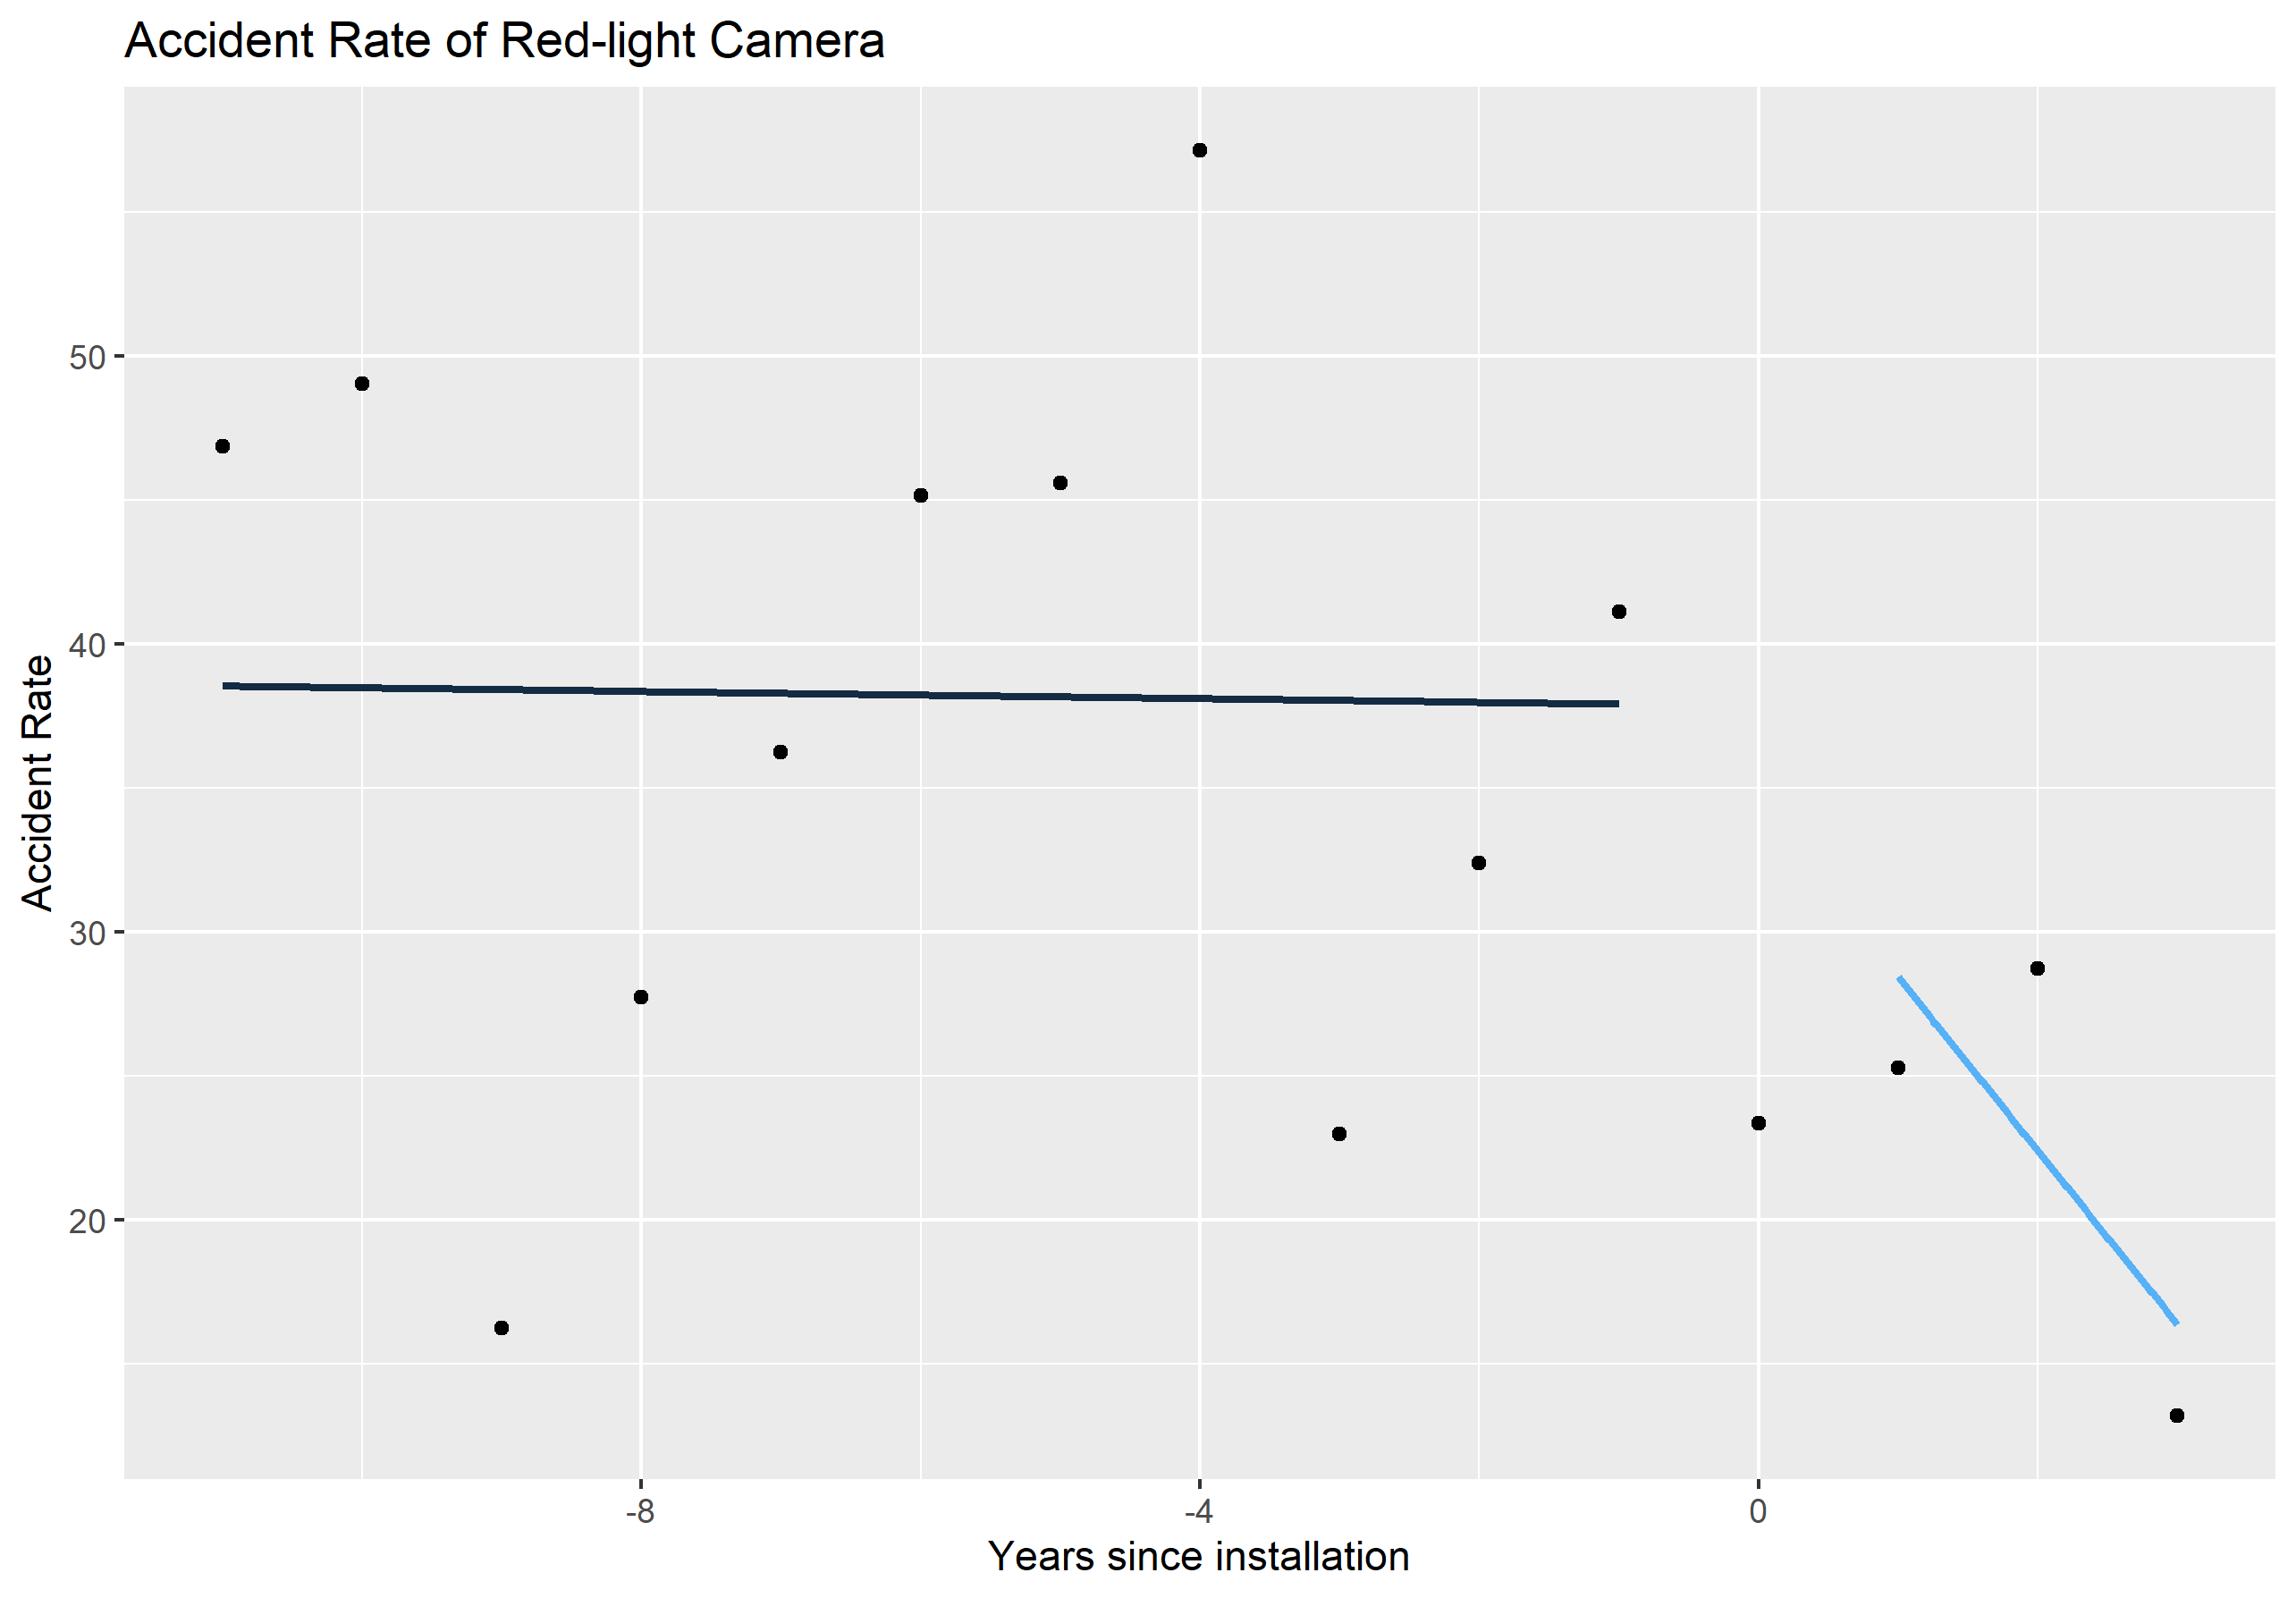 Accident Rate of Red-light Camera
50
40
30
20
Accident Rate
-8
-4
0
Years since installation